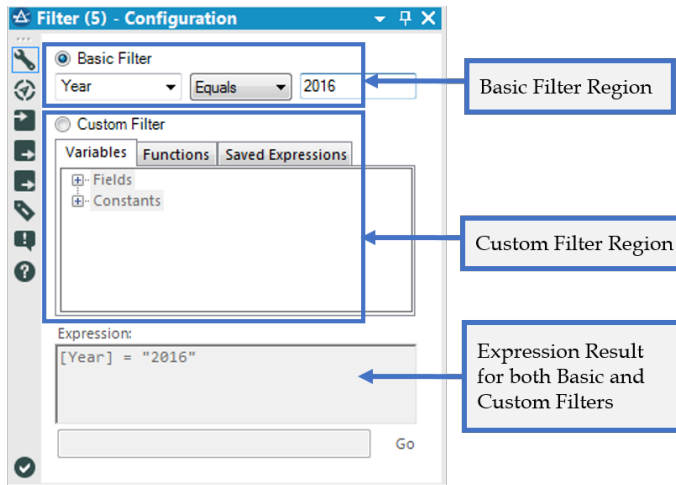 Filter (5) - Configuration
Basic Filter
Year Equals 2016
Basic Filter Region
Custom Filter
Variables Functions Saved Expressions
Fields
Constants
Custom Filter Region
Expression:
[Year] = "2016"
Expression Result
for both Basic and
Custom Filters
Go